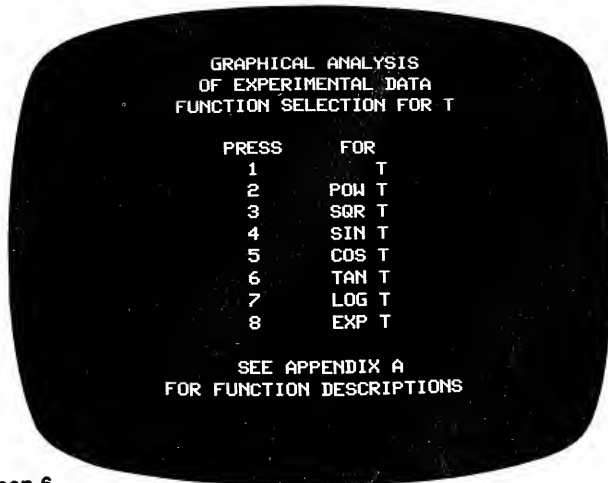 GRAPHICAL ANALYSIS
OF EXPERIMENTAL DATA
FUNCTION SELECTION FOR T
PRESS FOR
1 T
2 POW T
3 SQR T
4 SIN T
5 COS T
6 TAN T
7 LOG T
8 EXP T
SEE APPENDIX A
FOR FUNCTION DESCRIPTIONS
6